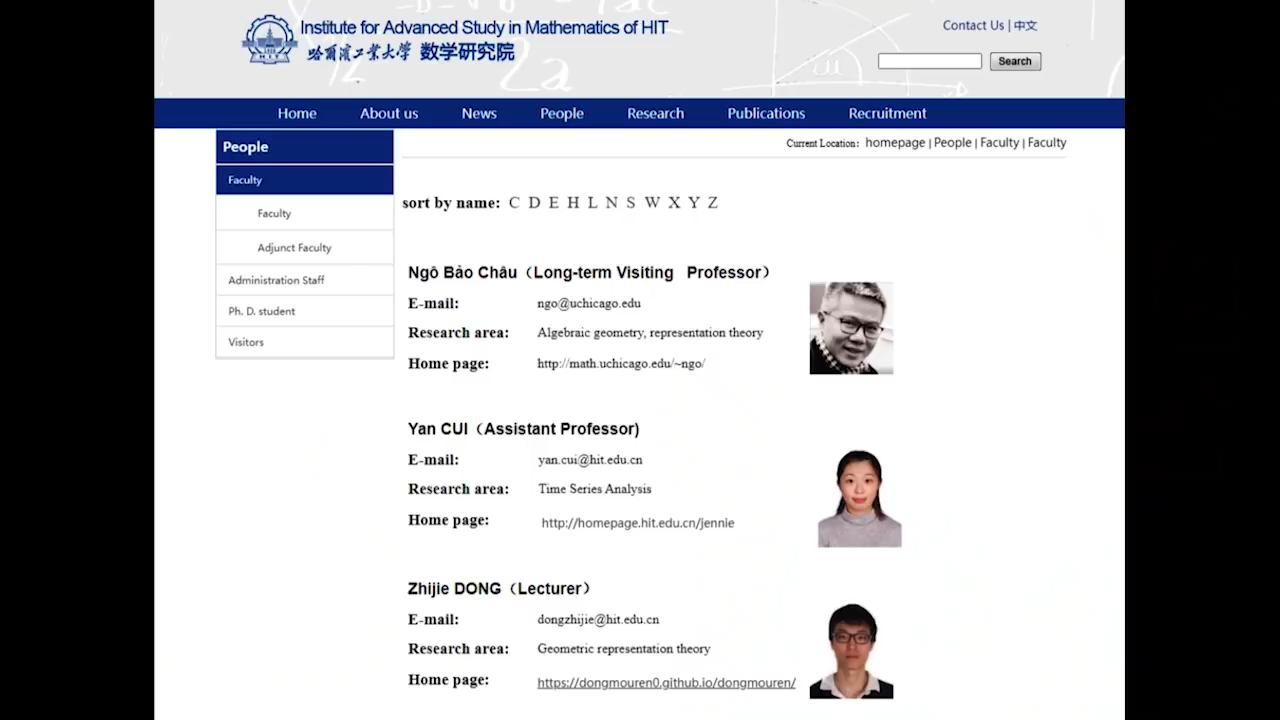 Institute for Advanced Study in Mathematics of HIT
哈尔滨工业大学 数学研究院
HIT
2a
Contact Us | 中文
Search
Home About us News People Research Publications Recruitment
People
Faculty
Faculty
Adjunct Faculty
Administration Staff
Ph. D. student
Visitors
Current Location: homepage | People | Faculty | Faculty
sort by name: C D E H L N S W X Y Z
Ngô Bảo Châu（Long-term Visiting Professor）
E-mail: ngo@uchicago.edu
Research area: Algebraic geometry, representation theory
Home page: http://math.uchicago.edu/~ngo/
Yan CUI（Assistant Professor)
E-mail: yan.cui@hit.edu.cn
Research area: Time Series Analysis
Home page: http://homepage.hit.edu.cn/jennie
Zhijie DONG（Lecturer）
E-mail: dongzhijie@hit.edu.cn
Research area: Geometric representation theory
Home page: https://dongmouren0.github.io/dongmouren/